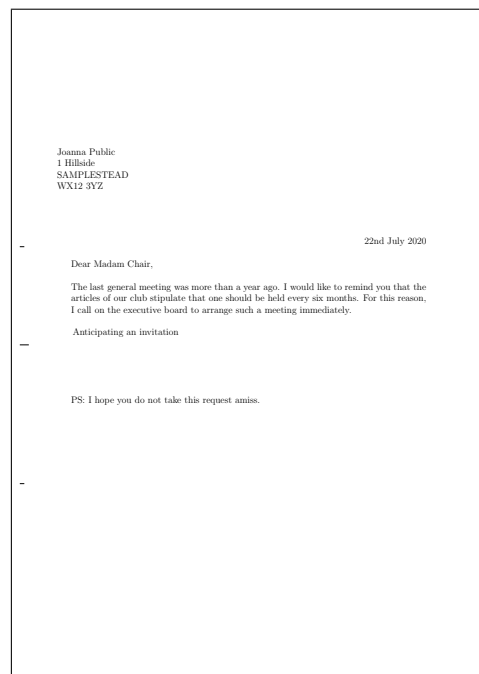 Joanna Public
1 Hillside
SAMPLESTEAD
WX12 3YZ
22nd July 2020
Dear Madam Chair,
The last general meeting was more than a year ago. I would like to remind you that the
articles of our club stipulate that one should be held every six months. For this reason,
I call on the executive board to arrange such a meeting immediately.
Anticipating an invitation
PS: I hope you do not take this request amiss.